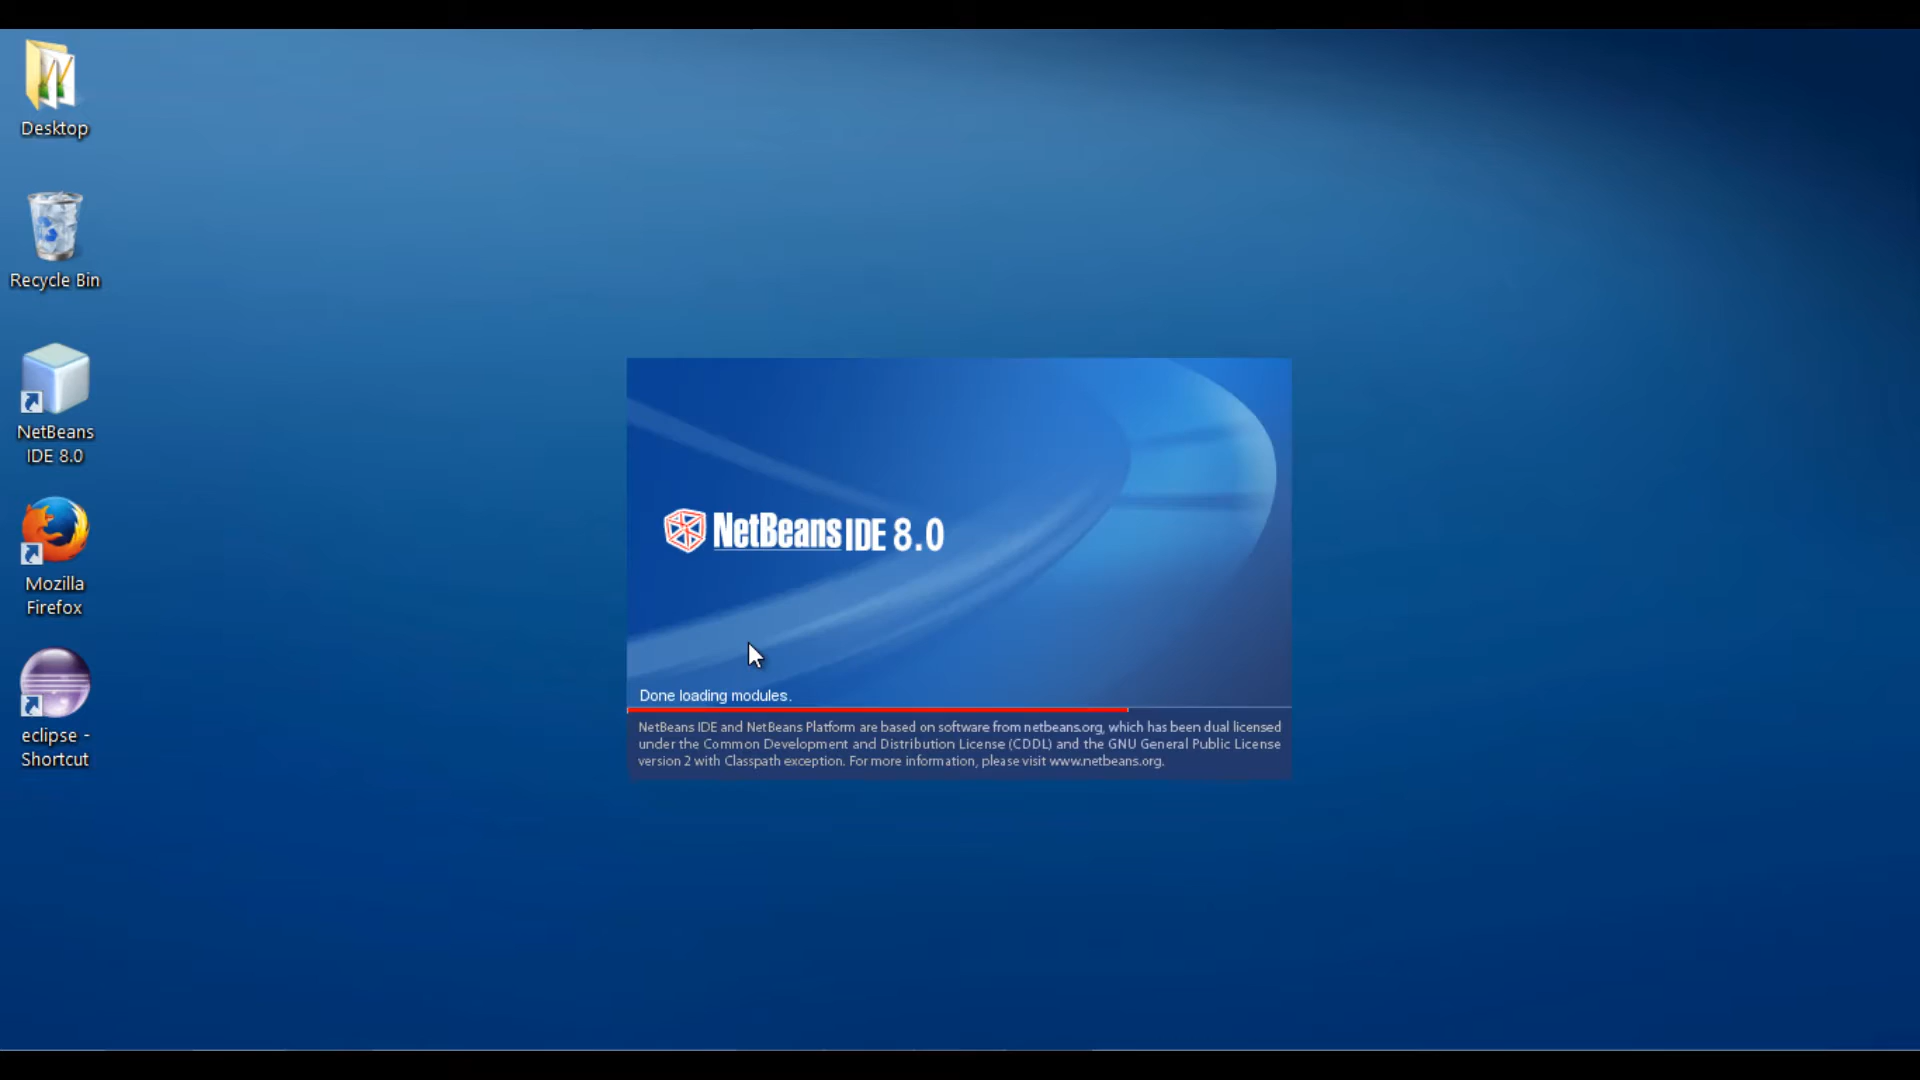 Desktop
Recycle Bin
NetBeans
IDE 8.0
Mozilla
Firefox
eclipse -
Shortcut
NetBeans IDE 8.0
Done loading modules.
NetBeans IDE and NetBeans Platform are based on software from netbeans.org, which has been dual licensed
under the Common Development and Distribution License (CDDL) and the GNU General Public License
version 2 with Classpath exception. For more information, please visit www.netbeans.org.